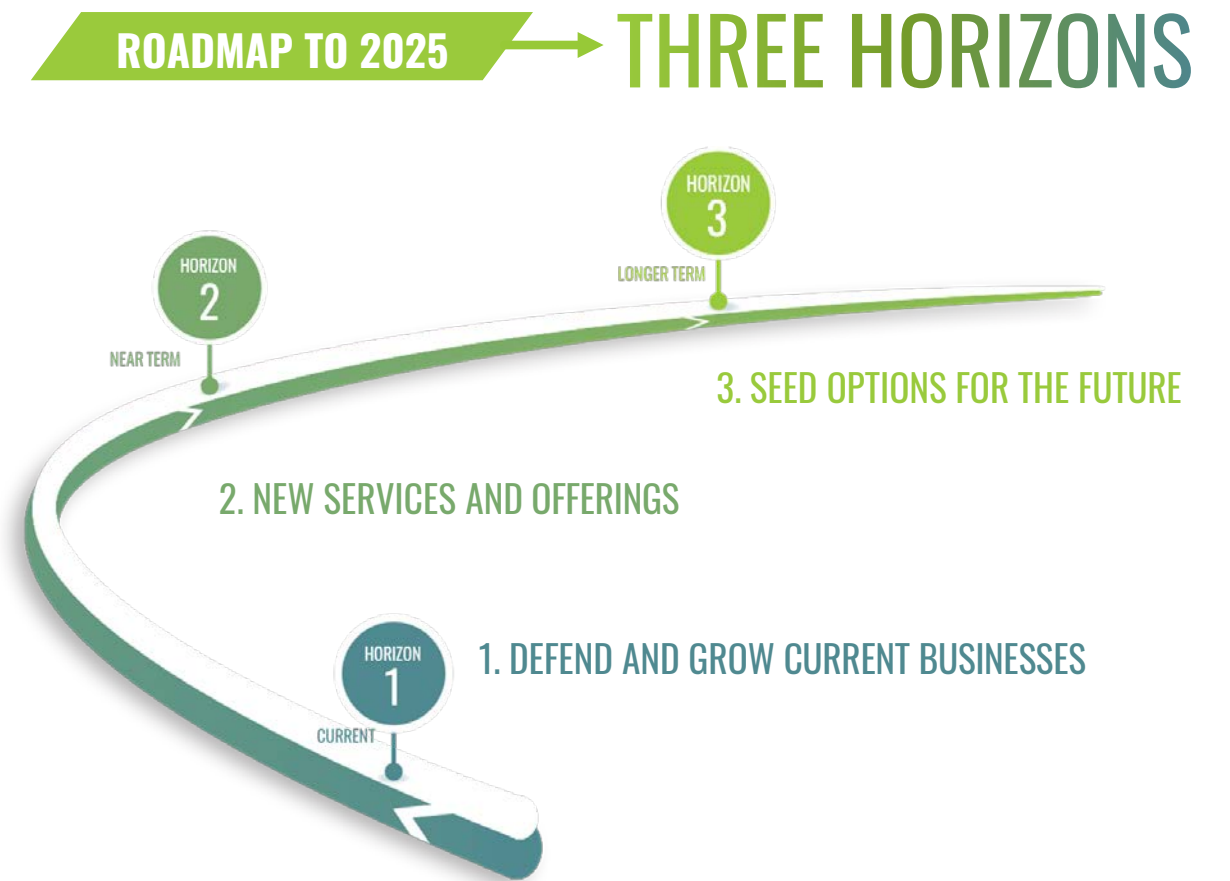 ROADMAP TO 2025
THREE HORIZONS
HORIZON
3
LONGER TERM
HORIZON
2
NEAR TERM
3. SEED OPTIONS FOR THE FUTURE
2. NEW SERVICES AND OFFERINGS
HORIZON
1
CURRENT
1. DEFEND AND GROW CURRENT BUSINESSES